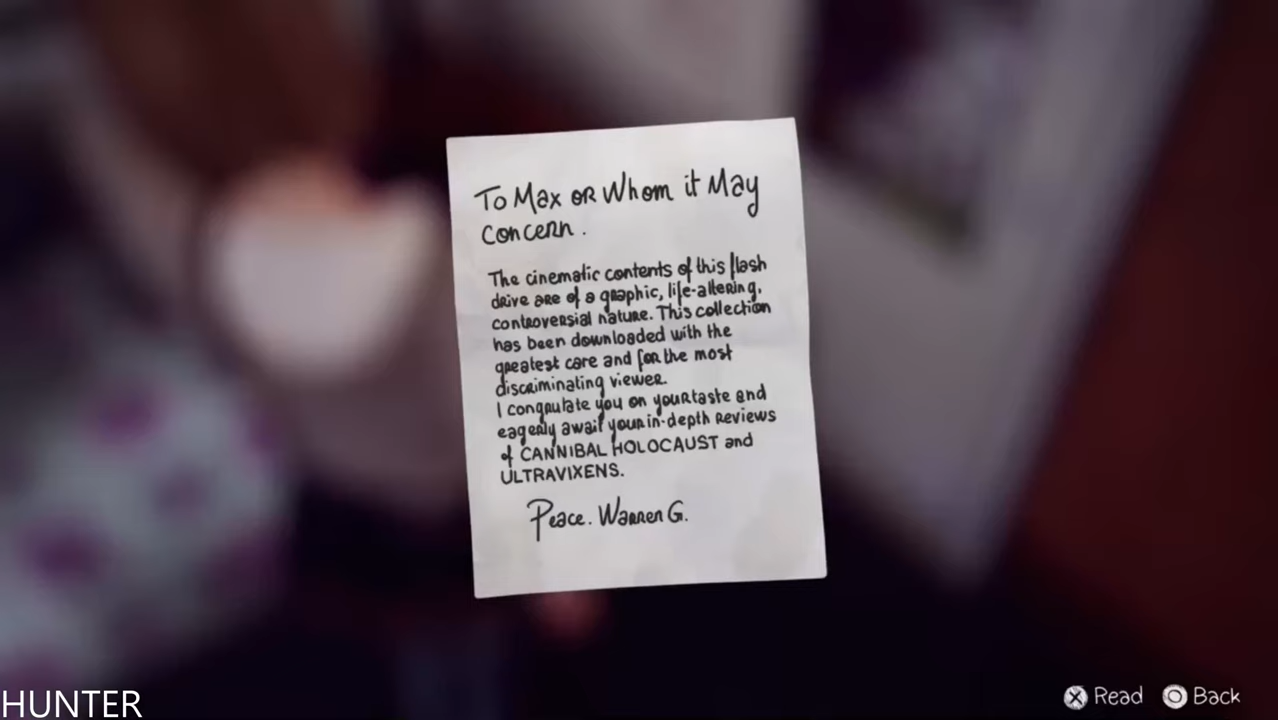 To Max or Whom it May
Concern.
The cinematic contents of this flash
drive are of a graphic, life-altering,
controversial nature. This collection
has been downloaded with the
greatest care and for the most
discriminating viewer.
I congrulate you on your taste and
eagerly await your in-depth reviews
of CANNIBAL HOLOCAUST and
ULTRAVIXENS.
Peace. Warren G.
Read Back
HUNTER